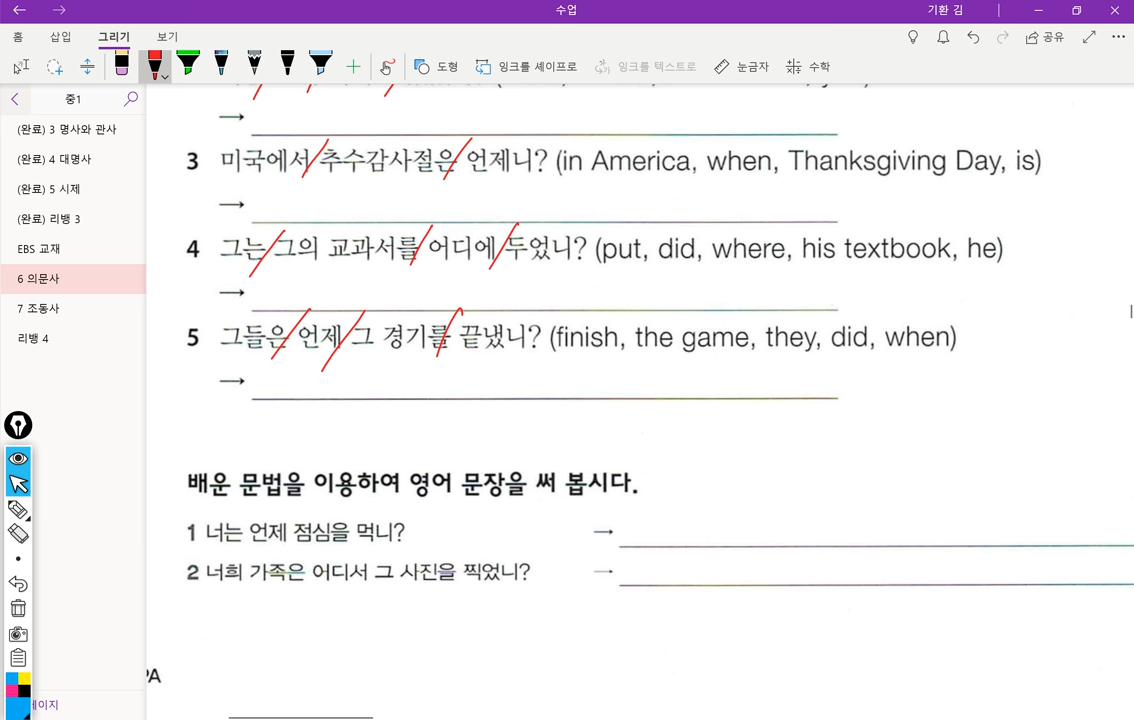 수업
기환 김
홈 삽입 그리기 보기
공유
도형 잉크를 셰이프로 잉크를 텍스트로 눈금자 수학
중1
(완료) 3 명사와 관사
(완료) 4 대명사
(완료) 5 시제
(완료) 리뱅 3
EBS 교재
6 의문사
7 조동사
리뱅 4
→
3 미국에서 추수감사절은 언제니? (in America, when, Thanksgiving Day, is)
→
4 그는 그의 교과서를 어디에 두었니? (put, did, where, his textbook, he)
→
5 그들은 언제 그 경기를 끝냈니? (finish, the game, they, did, when)
→
배운 문법을 이용하여 영어 문장을 써 봅시다.
1 너는 언제 점심을 먹니? →
2 너희 가족은 어디서 그 사진을 찍었니? →
PA
페이지